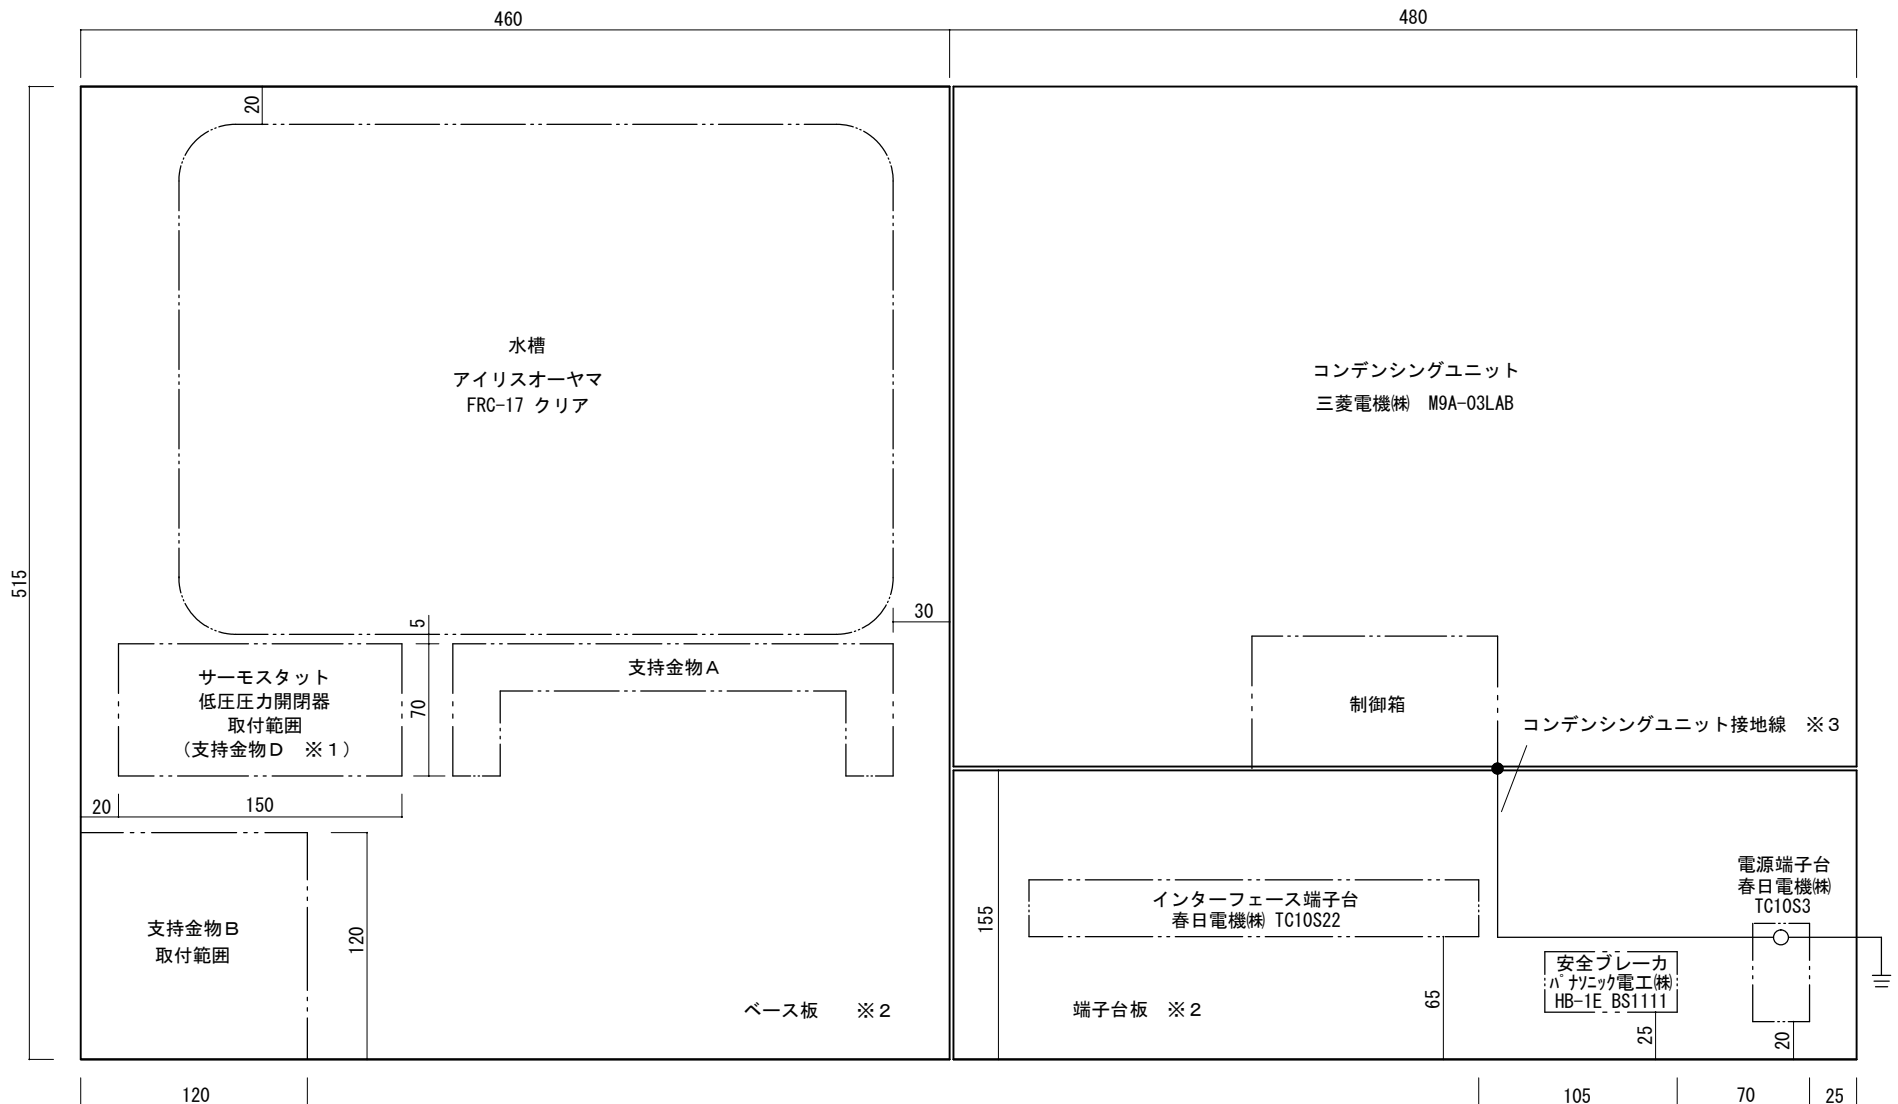 460
480
20
515
水槽
アイリスオーヤマ
FRC-17 クリア
コンデンシングユニット
三菱電機㈱ M9A-03LAB
30
5
70
サーモスタット
低圧圧力開閉器
取付範囲
(支持金物D ※1)
支持金物A
制御箱
コンデンシングユニット接地線 ※3
20
150
支持金物B
取付範囲
120
ベース板 ※2
155
インターフェース端子台
春日電機㈱ TC10S22
65
端子台板 ※2
安全ブレーカ
パナソニック電工㈱
HB-1E BS1111
25
電源端子台
春日電機㈱
TC10S3
20
120
105
70
25